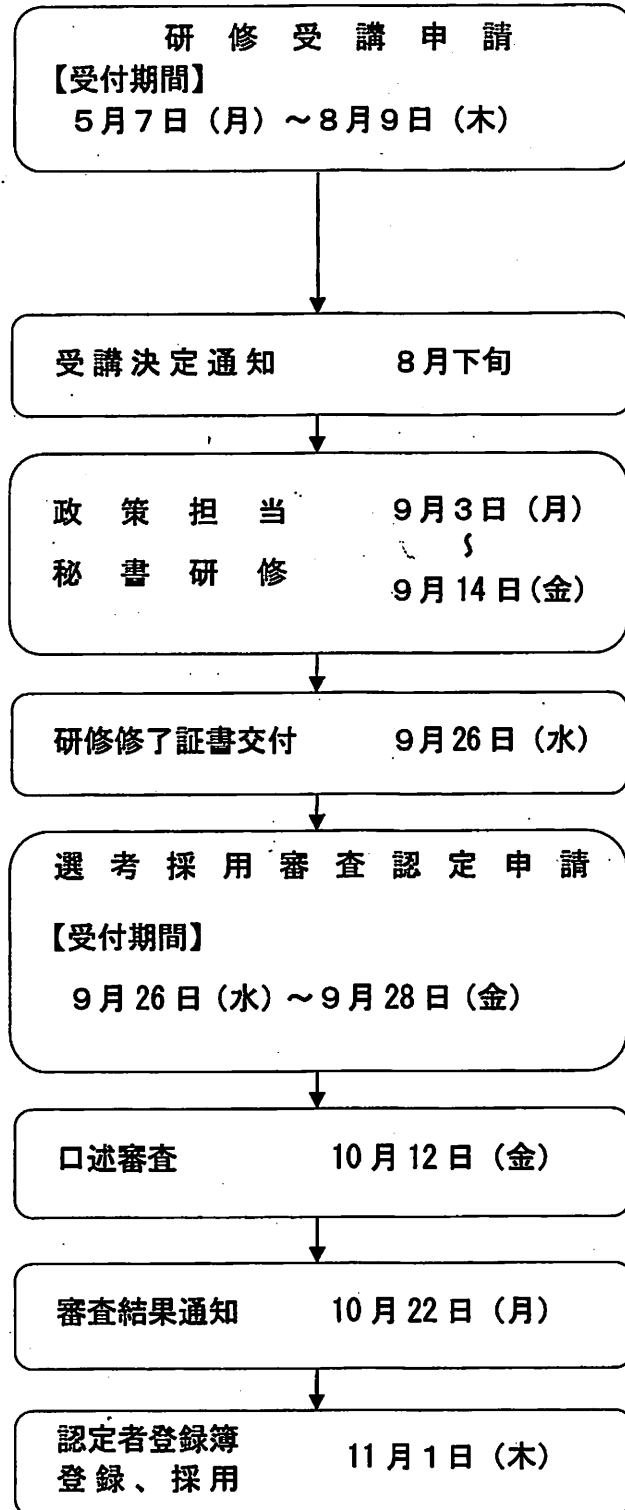 研修受講申請
【受付期間】
5月7日（月）～8月9日（木）
受講決定通知 8月下旬
政策担当 9月3日（月）
～
秘書研修
9月14日（金）
研修修了証書交付 9月26日（水）
選考採用審査認定申請
【受付期間】
9月26日（水）～9月28日（金）
口述審査 10月12日（金）
審査結果通知 10月22日（月）
認定者登録簿
登録、採用 11月1日（木）